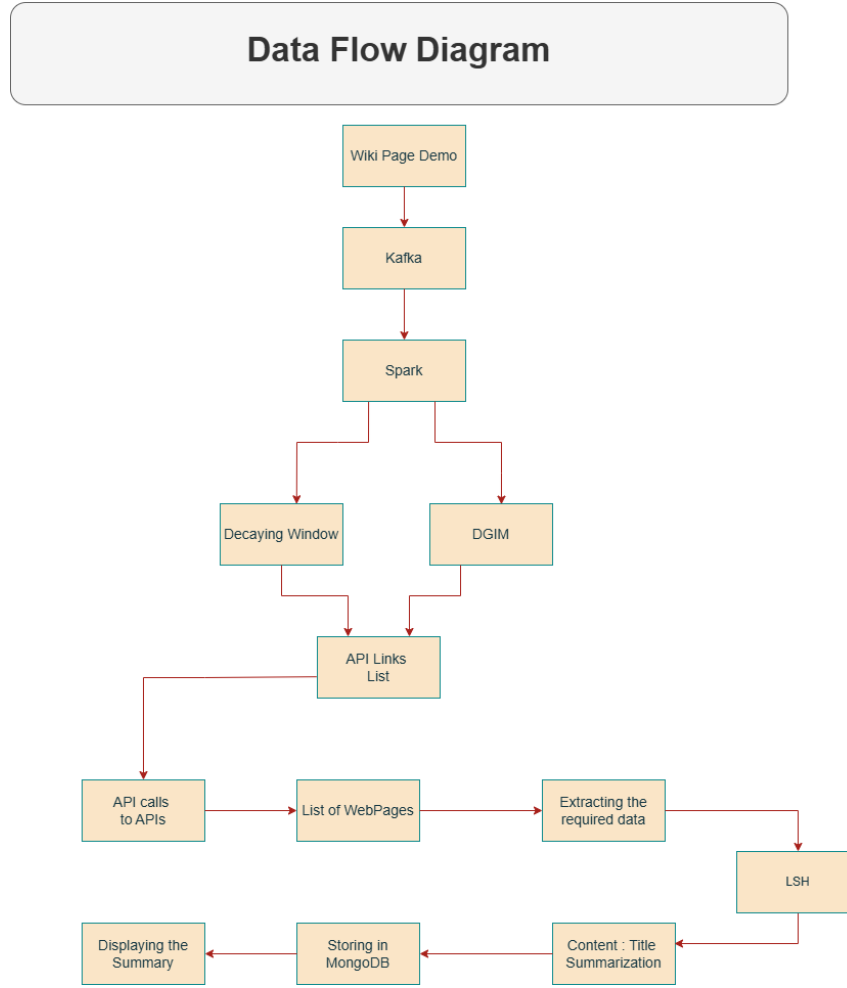 Data Flow Diagram
Wiki Page Demo
Kafka
Spark
Decaying Window
DGIM
API Links
List
API calls
to APIs
List of WebPages
Extracting the
required data
LSH
Content : Title
Summarization
Storing in
MongoDB
Displaying the
Summary